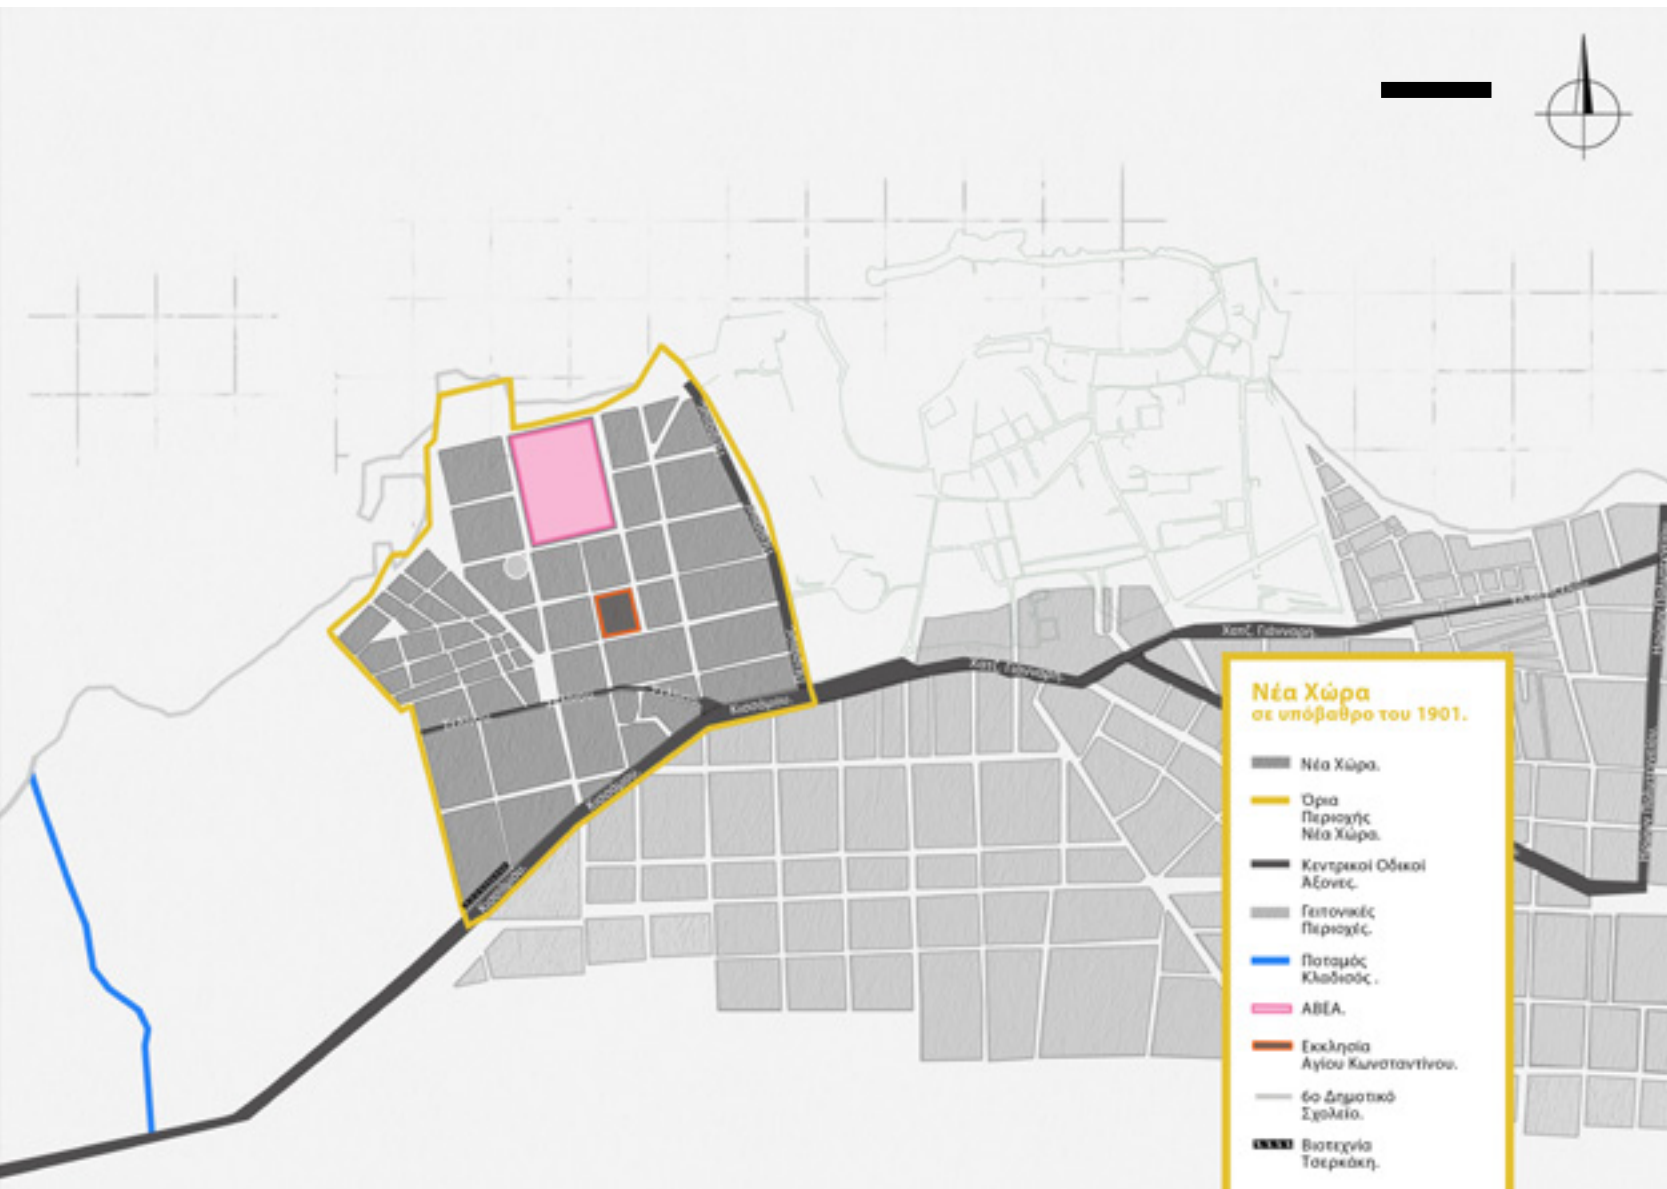 Χατζ. Γιάνναρη
Χατζ. Γιάνναρη
Κισσάμου
Κισσάμου
Κισσάμου
Νέα Χώρα
σε υπόβαθρο του 1901.
Νέα Χώρα.
Όρια
Περιοχής
Νέα Χώρα.
Κεντρικοί Οδικοί
Άξονες.
Γειτονικές
Περιοχές.
Ποταμός
Κλαδισός .
ΑΒΕΑ.
Εκκλησία
Αγίου Κωνσταντίνου.
6ο Δημοτικό
Σχολείο.
Βιοτεχνία
Τσερκάκη.